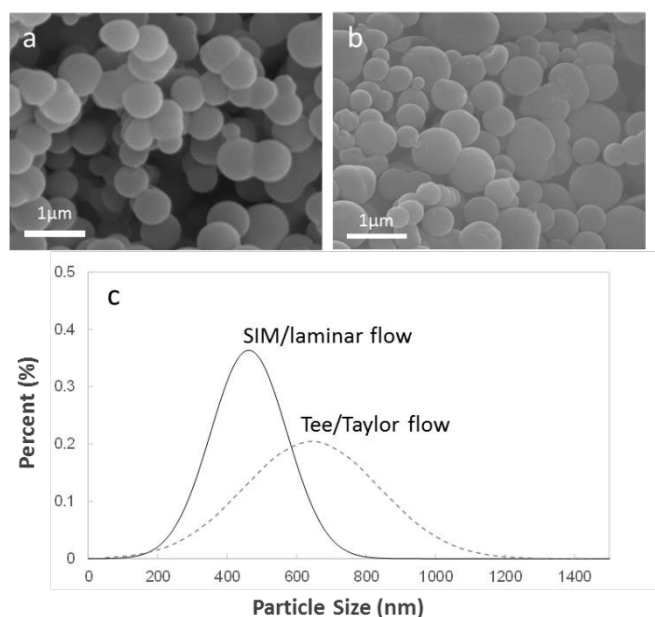 a
1μm
b
1μm
c
SIM/laminar flow
Tee/Taylor flow
Percent (%)
0.5
0.4
0.3
0.2
0.1
0
0 200 400 600 800 1000 1200 1400
Particle Size (nm)